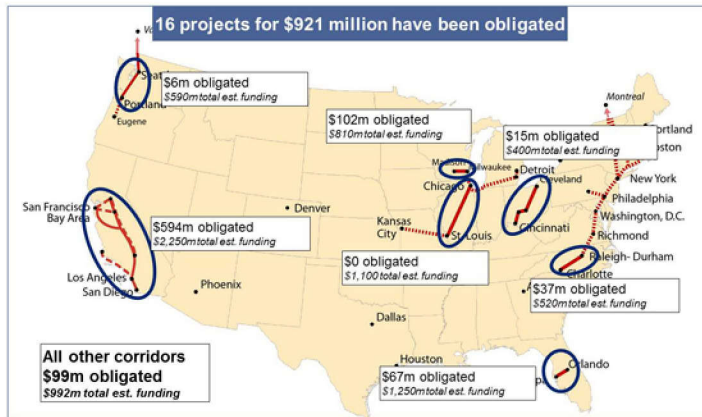 16 projects for $921 million have been obligated
$6m obligated
$590m total est. funding
Portland
Eugene
$102m obligated
$810m total est. funding
Montreal
$15m obligated
$400m total est. funding
Madison
Milwaukee
Chicago
Detroit
Cleveland
New York
Philadelphia
Washington, D.C.
Richmond
Raleigh- Durham
Charlotte
San Francisco
Bay Area
Denver
$594m obligated
$2,250m total est. funding
Kansas
City
St. Louis
Cincinnati
$0 obligated
$1,100m total est. funding
$37m obligated
$520m total est. funding
Los Angeles
San Diego
Phoenix
Dallas
Houston
All other corridors
$99m obligated
$992m total est. funding
$67m obligated
$1,250m total est. funding
Orlando